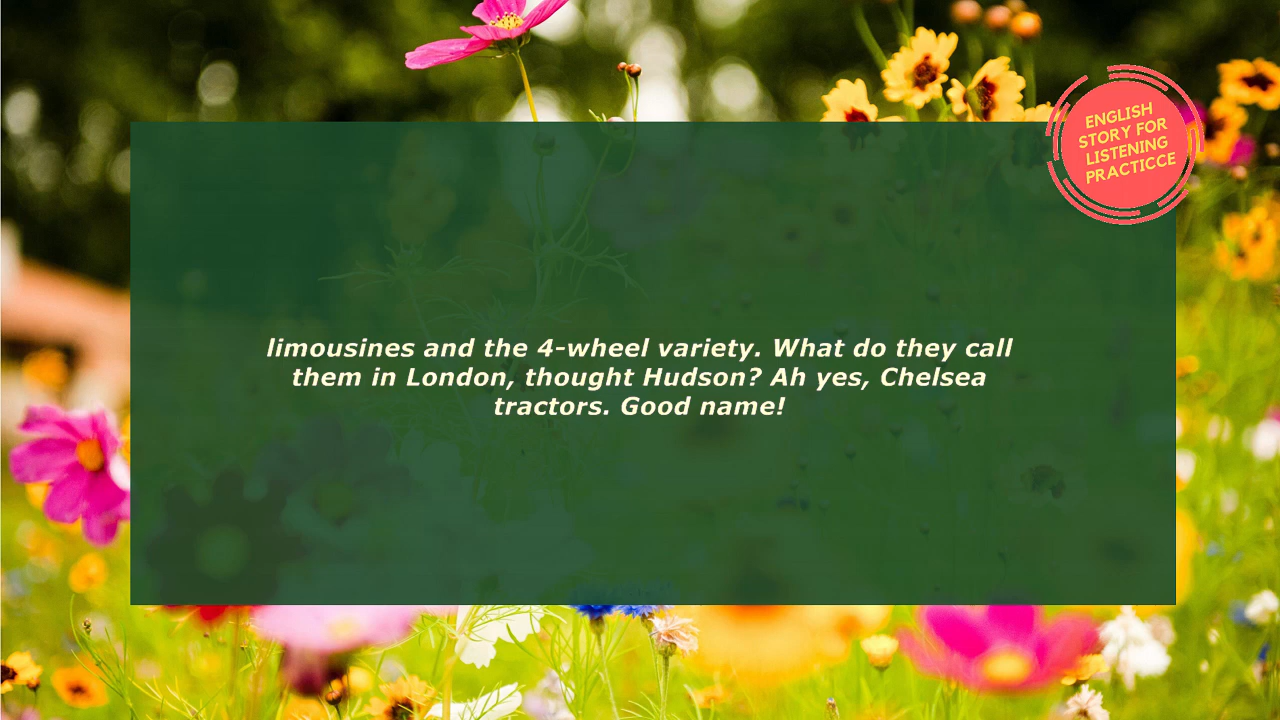 ENGLISH
STORY FOR
LISTENING
PRACTICCE
limousines and the 4-wheel variety. What do they call
them in London, thought Hudson? Ah yes, Chelsea
tractors. Good name!